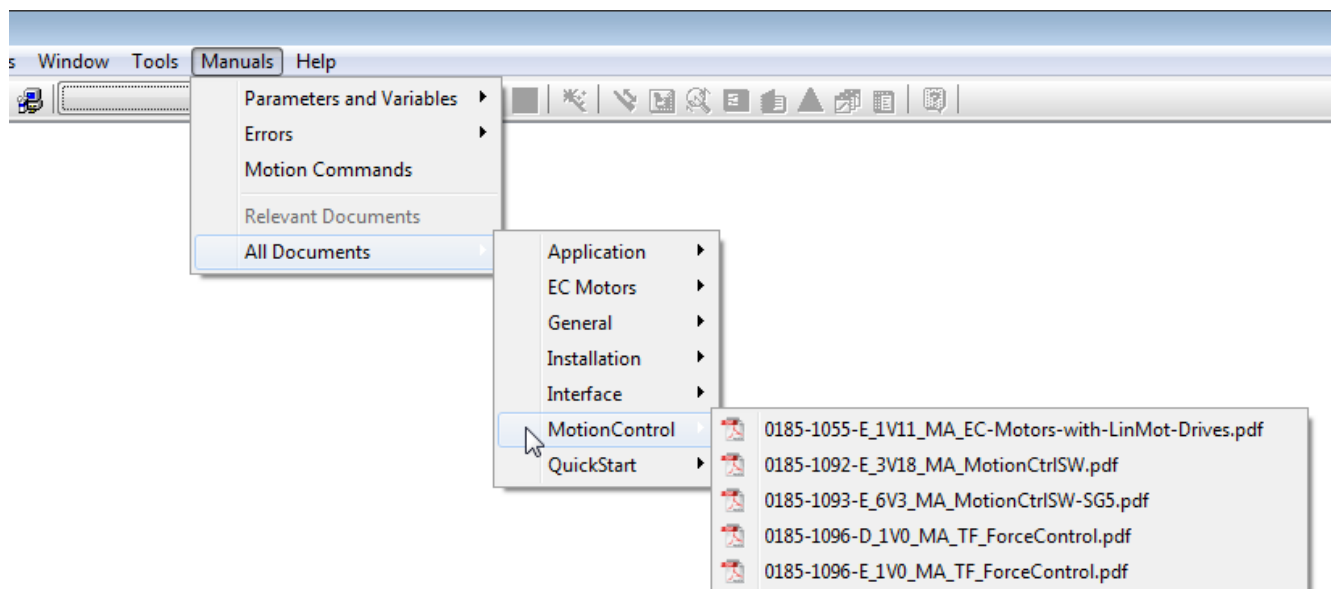 s Window Tools Manuals Help
Parameters and Variables
Errors
Motion Commands
Relevant Documents
All Documents
Application
EC Motors
General
Installation
Interface
MotionControl
QuickStart
0185-1055-E_1V11_MA_EC-Motors-with-LinMot-Drives.pdf
0185-1092-E_3V18_MA_MotionCtrlSW.pdf
0185-1093-E_6V3_MA_MotionCtrlSW-SG5.pdf
0185-1096-D_1V0_MA_TF_ForceControl.pdf
0185-1096-E_1V0_MA_TF_ForceControl.pdf